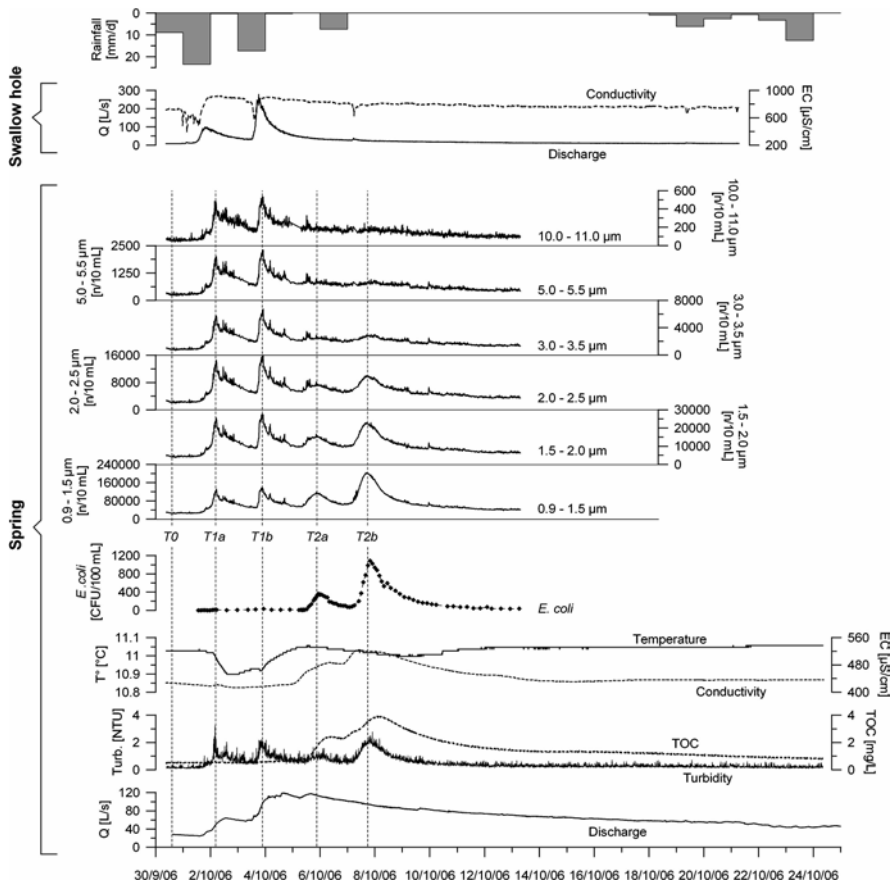 Rainfall
[mm/d]
0
10
20
Swallow hole
Q [L/s]
300
200
100
0
Conductivity
Discharge
1000
600
200
EC [µS/cm]
Spring
10.0 - 11.0 µm
600
400
200
0
10.0 - 11.0 µm
[n/10 mL]
5.0 - 5.5 µm
[n/10 mL]
2500
1250
0
5.0 - 5.5 µm
3.0 - 3.5 µm
8000
4000
0
3.0 - 3.5 µm
[n/10 mL]
2.0 - 2.5 µm
[n/10 mL]
16000
8000
0
2.0 - 2.5 µm
1.5 - 2.0 µm
30000
20000
10000
0
1.5 - 2.0 µm
[n/10 mL]
0.9 - 1.5 µm
[n/10 mL]
240000
160000
80000
0
0.9 - 1.5 µm
T0 T1a T1b T2a T2b
E.coli
[CFU/100 mL]
1200
800
400
0
E. coli
T° [°C]
11.1
11
10.9
10.8
Temperature
Conductivity
560
480
400
EC [µS/cm]
Turb. [NTU]
4
2
0
TOC
Turbidity
4
2
0
TOC [mg/L]
Q [L/s]
120
80
40
0
Discharge
30/9/06 2/10/06 4/10/06 6/10/06 8/10/06 10/10/06 12/10/06 14/10/06 16/10/06 18/10/06 20/10/06 22/10/06 24/10/06